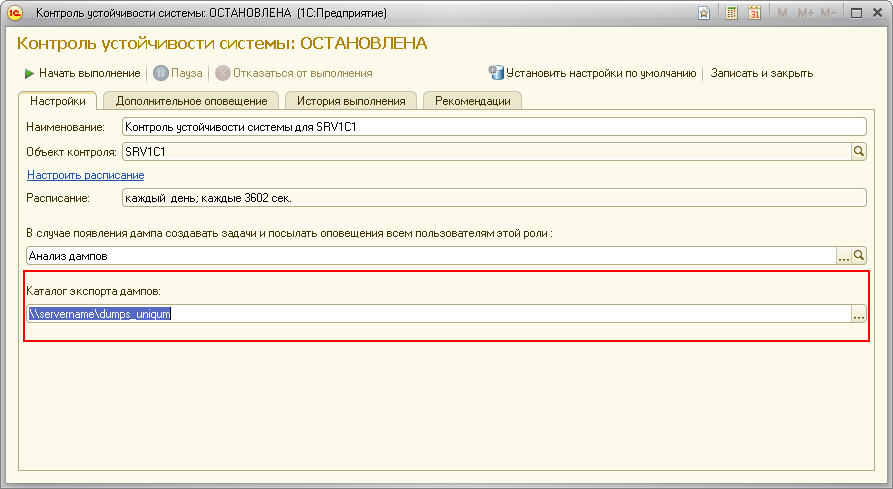 Контроль устойчивости системы: ОСТАНОВЛЕНА (1С:Предприятие) 31 M M+ M-
Контроль устойчивости системы: ОСТАНОВЛЕНА
Начать выполнение Пауза Отказаться от выполнения Установить настройки по умолчанию Записать и закрыть
Настройки Дополнительное оповещение История выполнения Рекомендации
Наименование: Контроль устойчивости системы для SRV1C1
Объект контроля: SRV1C1
Настроить расписание
Расписание: каждый день; каждые 3602 сек.
В случае появления дампа создавать задачи и посылать оповещения всем пользователям этой роли :
Анализ дампов ...
Каталог экспорта дампов:
\\servername\dumps_uniqum ...